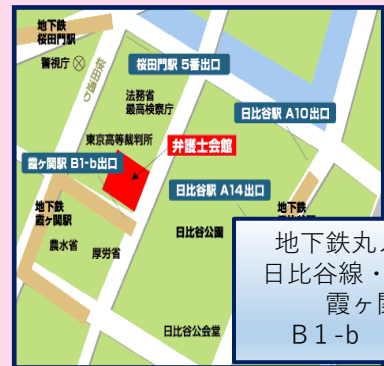 地下鉄
桜田門駅
警視庁
桜田通り
桜田門駅 5番出口
法務省
最高検察庁
日比谷駅 A10出口
東京高等裁判所
弁護士会館
霞ヶ関駅 B1-b出口
日比谷駅 A14出口
地下鉄
霞ヶ関駅
農水省
厚労省
日比谷公園
地下鉄
日比谷公会堂
地下鉄丸ノ
日比谷線・
霞ヶ関
B1-b